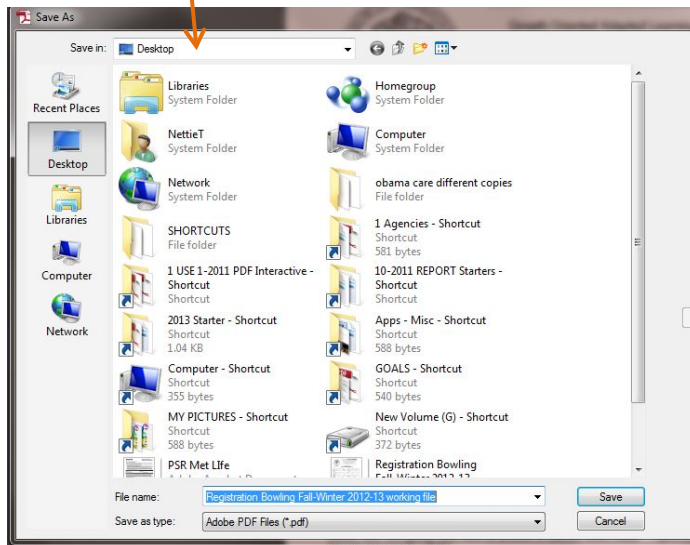 Save As
Save in:
Desktop
Recent Places
Desktop
Libraries
Computer
Network
Libraries
System Folder
Homegroup
System Folder
NettieT
System Folder
Computer
System Folder
Network
System Folder
obama care different copies
File folder
SHORTCUTS
File folder
1 Agencies - Shortcut
Shortcut
581 bytes
1 USE 1-2011 PDF Interactive -
Shortcut
Shortcut
10-2011 REPORT Starters -
Shortcut
Shortcut
2013 Starter - Shortcut
Shortcut
1.04 KB
Apps - Misc - Shortcut
Shortcut
588 bytes
Computer - Shortcut
Shortcut
355 bytes
GOALS - Shortcut
Shortcut
540 bytes
MY PICTURES - Shortcut
Shortcut
588 bytes
New Volume (G) - Shortcut
Shortcut
372 bytes
PSR Met LIfe
Registration Bowling
Fall-Winter 2012-13
File name:
Registration Bowling Fall-Winter 2012-13 working file
Save
Save as type:
Adobe PDF Files (*.pdf)
Cancel